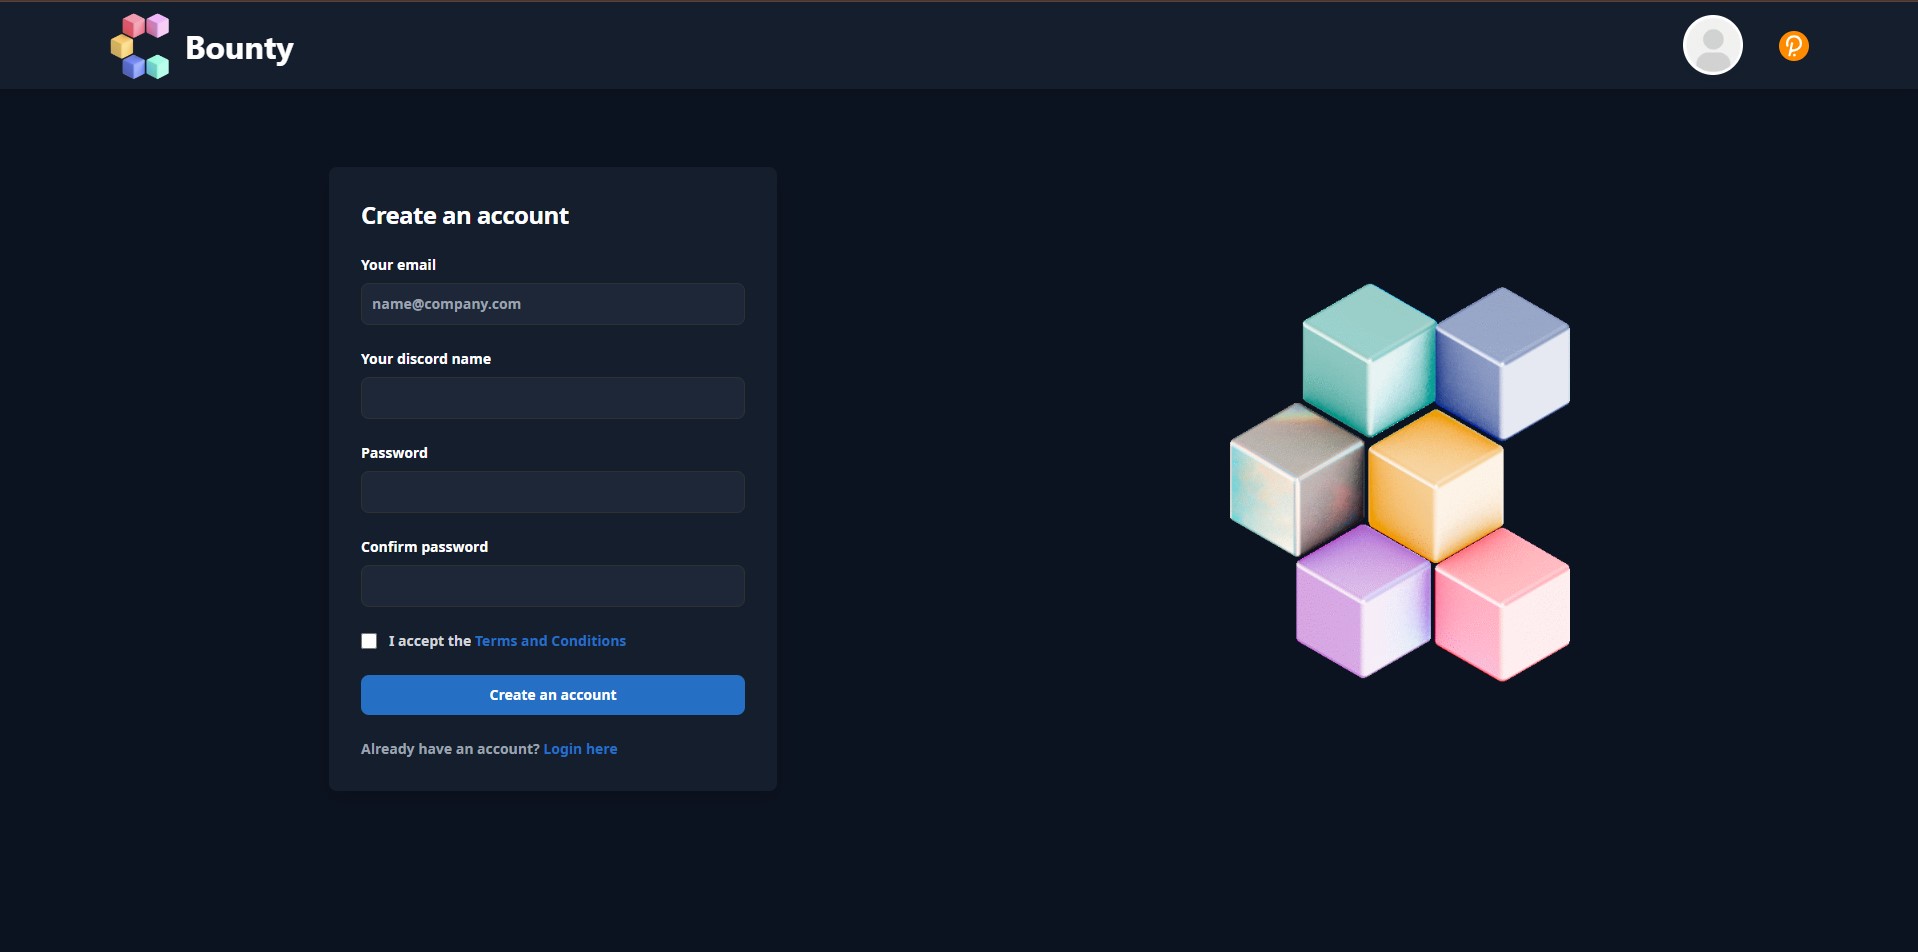 Bounty
Create an account
Your email
name@company.com
Your discord name
Password
Confirm password
I accept the Terms and Conditions
Create an account
Already have an account? Login here